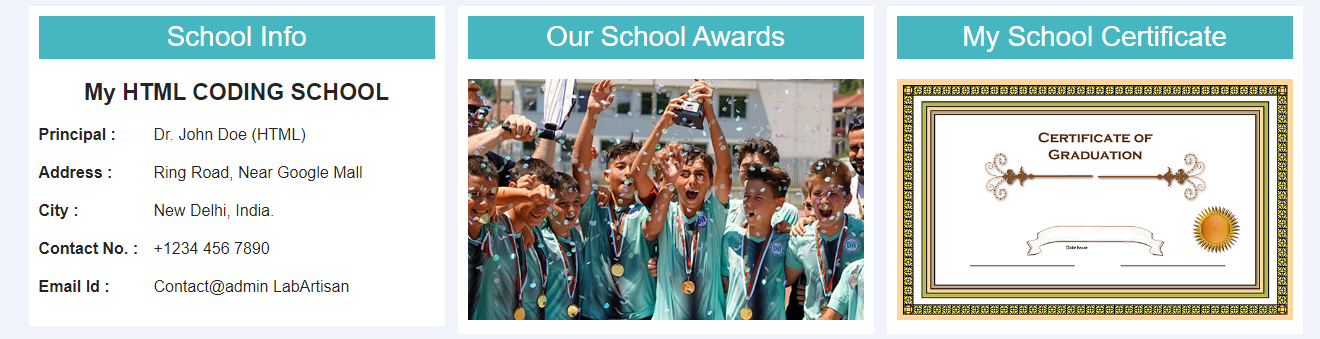 School Info
My HTML CODING SCHOOL
Principal : Dr. John Doe (HTML)
Address : Ring Road, Near Google Mall
City : New Delhi, India.
Contact No. : +1234 456 7890
Email Id : Contact@admin LabArtisan
Our School Awards
My School Certificate
CERTIFICATE OF
GRADUATION
Date Issue